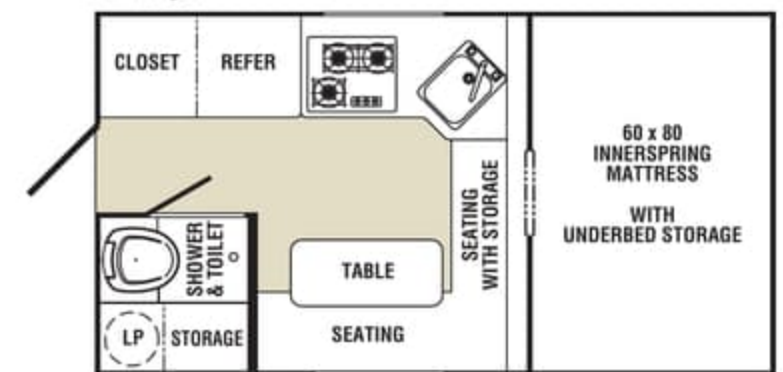 CLOSET
REFER
60 x 80
INNERSPRING
MATTRESS
WITH
UNDERBED STORAGE
SEATING
WITH STORAGE
SHOWER
& TOILET
TABLE
LP
STORAGE
SEATING